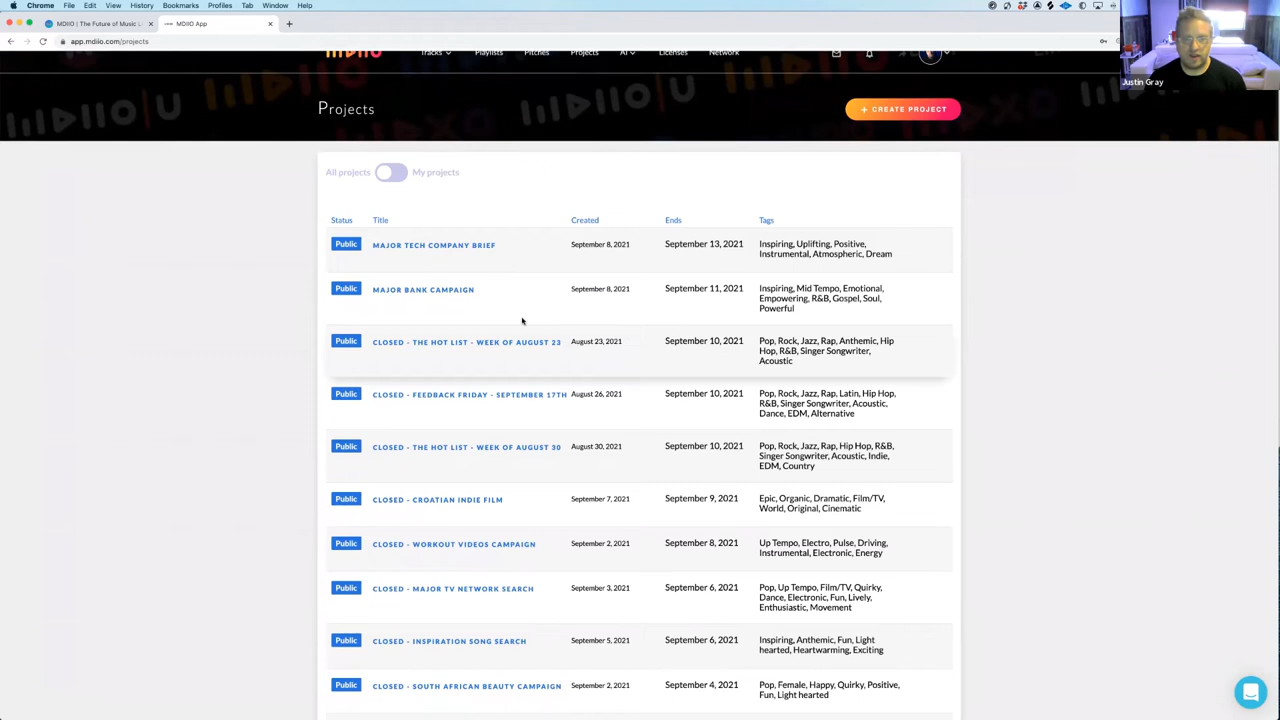 Chrome File Edit View History Bookmarks Profiles Tab Window Help
MDIIO | The Future of Music Li
MDIIO App
app.mdiio.com/projects
mdiio Tracks Playlists Pitches Projects AI Licenses Network
Justin Gray
Projects
+ CREATE PROJECT
All projects My projects
Status Title Created Ends Tags
Public MAJOR TECH COMPANY BRIEF September 8, 2021 September 13, 2021 Inspiring, Uplifting, Positive,
Instrumental, Atmospheric, Dream
Public MAJOR BANK CAMPAIGN September 8, 2021 September 11, 2021 Inspiring, Mid Tempo, Emotional,
Empowering, R&B, Gospel, Soul,
Powerful
Public CLOSED - THE HOT LIST - WEEK OF AUGUST 23 August 23, 2021 September 10, 2021 Pop, Rock, Jazz, Rap, Anthemic, Hip
Hop, R&B, Singer Songwriter,
Acoustic
Public CLOSED - FEEDBACK FRIDAY - SEPTEMBER 17TH August 26, 2021 September 10, 2021 Pop, Rock, Jazz, Rap, Latin, Hip Hop,
R&B, Singer Songwriter, Acoustic,
Dance, EDM, Alternative
Public CLOSED - THE HOT LIST - WEEK OF AUGUST 30 August 30, 2021 September 10, 2021 Pop, Rock, Jazz, Rap, Hip Hop, R&B,
Singer Songwriter, Acoustic, Indie,
EDM, Country
Public CLOSED - CROATIAN INDIE FILM September 7, 2021 September 9, 2021 Epic, Organic, Dramatic, Film/TV,
World, Original, Cinematic
Public CLOSED - WORKOUT VIDEOS CAMPAIGN September 2, 2021 September 8, 2021 Up Tempo, Electro, Pulse, Driving,
Instrumental, Electronic, Energy
Public CLOSED - MAJOR TV NETWORK SEARCH September 3, 2021 September 6, 2021 Pop, Up Tempo, Film/TV, Quirky,
Dance, Electronic, Fun, Lively,
Enthusiastic, Movement
Public CLOSED - INSPIRATION SONG SEARCH September 5, 2021 September 6, 2021 Inspiring, Anthemic, Fun, Light
hearted, Heartwarming, Exciting
Public CLOSED - SOUTH AFRICAN BEAUTY CAMPAIGN September 2, 2021 September 4, 2021 Pop, Female, Happy, Quirky, Positive,
Fun, Light hearted